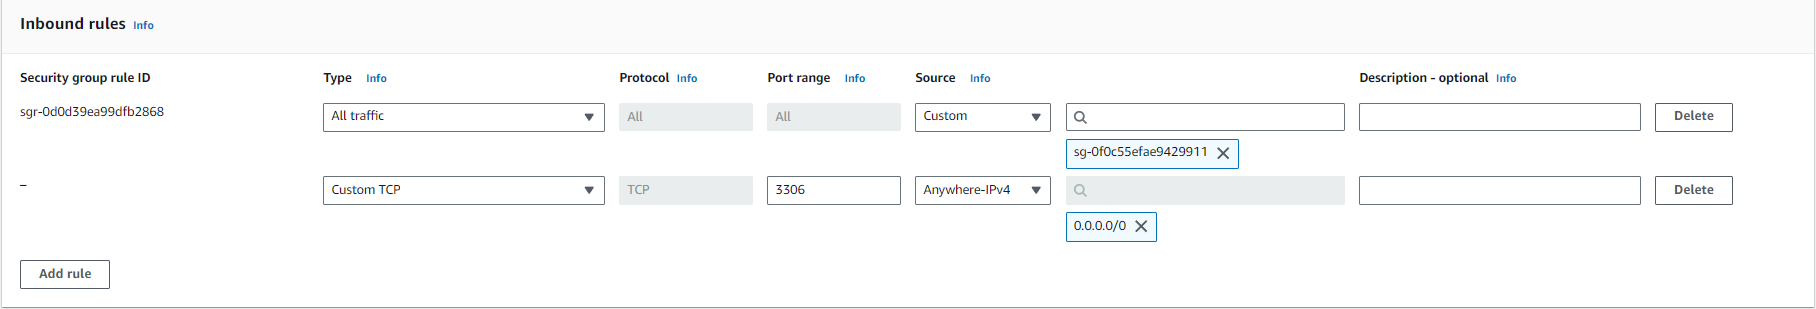 Inbound rules Info
Security group rule ID Type Info Protocol Info Port range Info Source Info Description - optional Info
sgr-0d0d39ea99dfb2868 All traffic All All Custom Delete
sg-0f0c55efae9429911
– Custom TCP TCP 3306 Anywhere-IPv4 Delete
0.0.0.0/0
Add rule